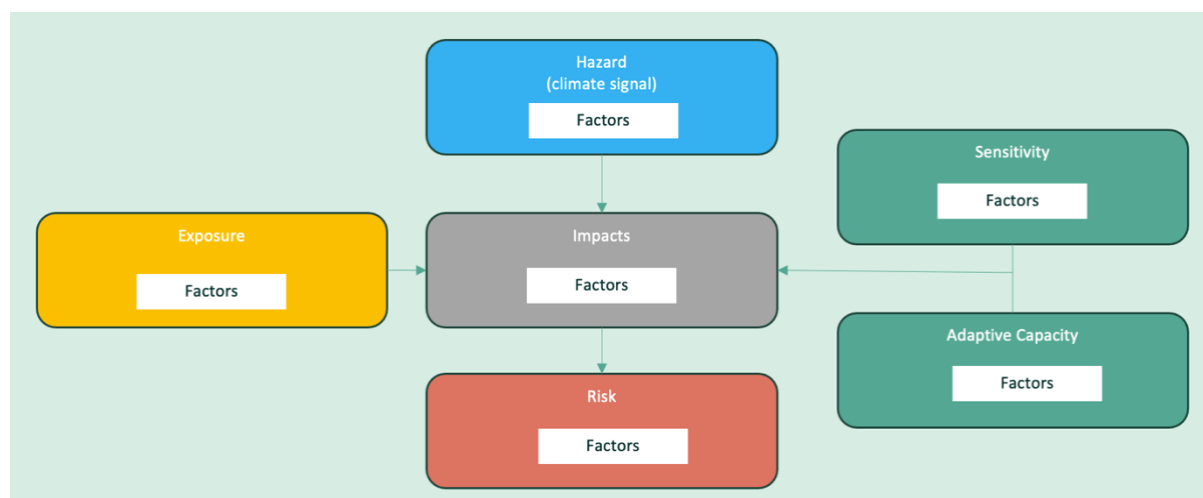 Hazard
(climate signal)
Factors
Sensitivity
Factors
Exposure
Factors
Impacts
Factors
Adaptive Capacity
Factors
Risk
Factors